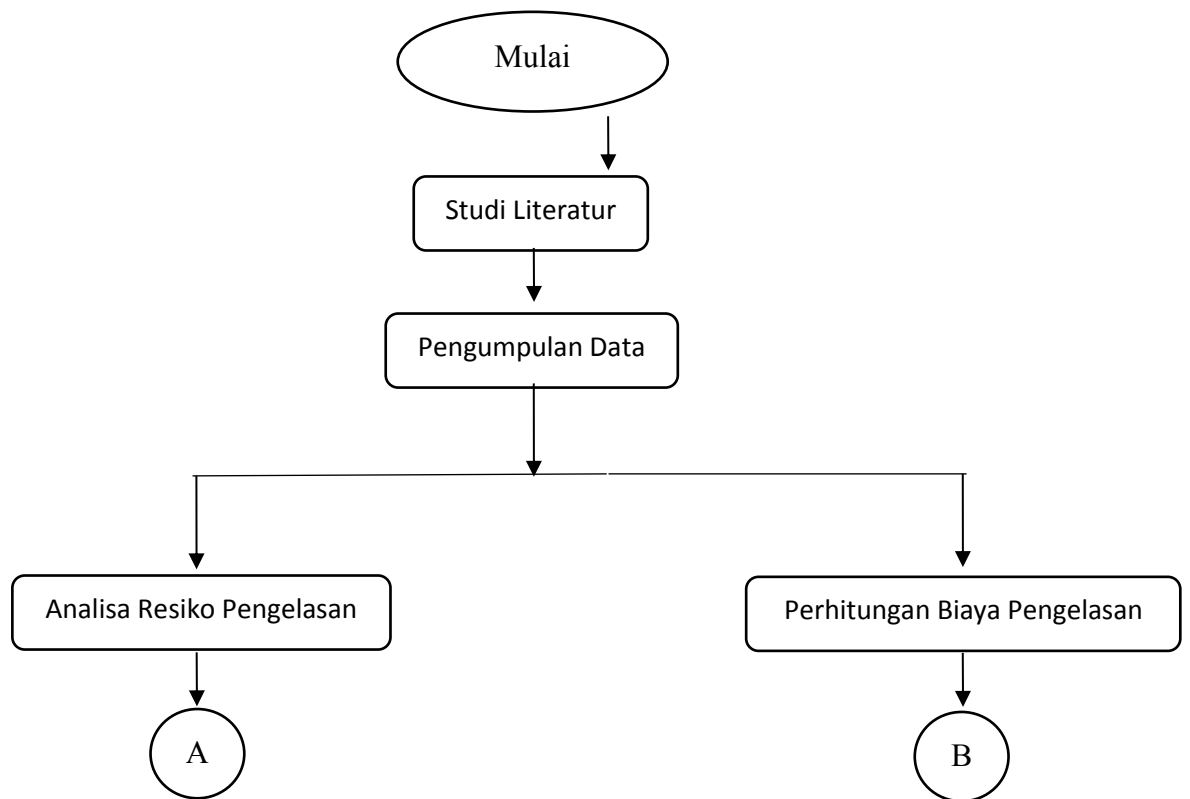 Mulai
Studi Literatur
Pengumpulan Data
Analisa Resiko Pengelasan
Perhitungan Biaya Pengelasan
A
B